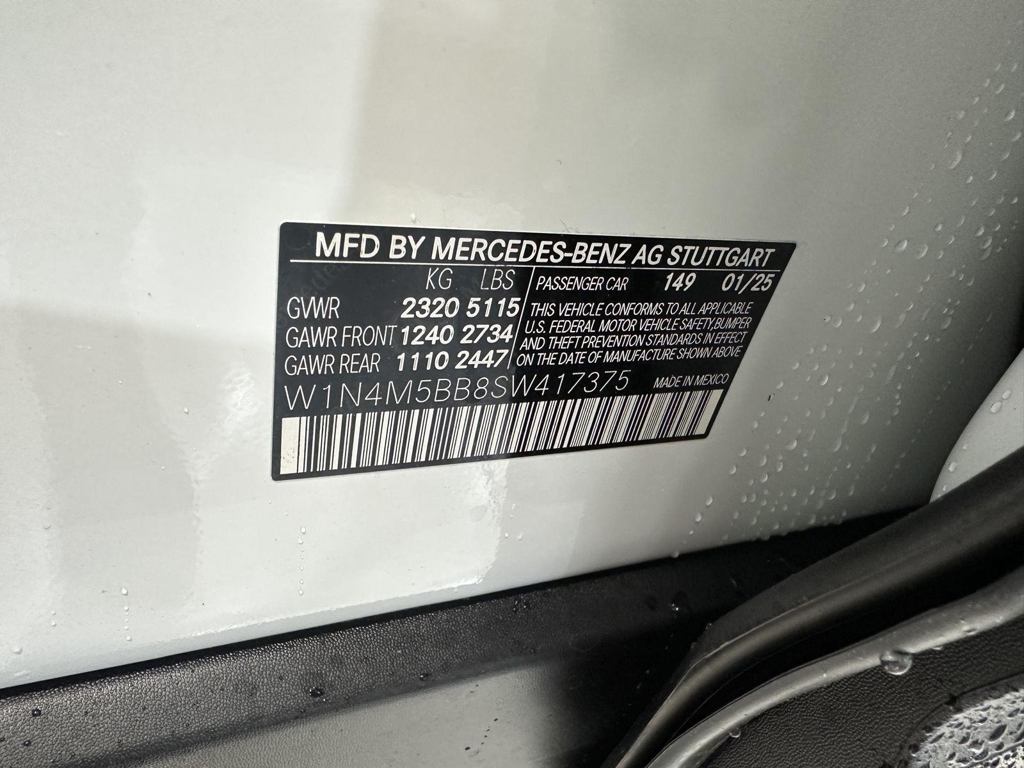 MFD BY MERCEDES-BENZ AG STUTTGART
KG LBS
GVWR 2320 5115
GAWR FRONT 1240 2734
GAWR REAR 1110 2447
PASSENGER CAR 149 01/25
THIS VEHICLE CONFORMS TO ALL APPLICABLE
U.S. FEDERAL MOTOR VEHICLE SAFETY, BUMPER
AND THEFT PREVENTION STANDARDS IN EFFECT
ON THE DATE OF MANUFACTURE SHOWN ABOVE
W1N4M5BB8SW417375 MADE IN MEXICO